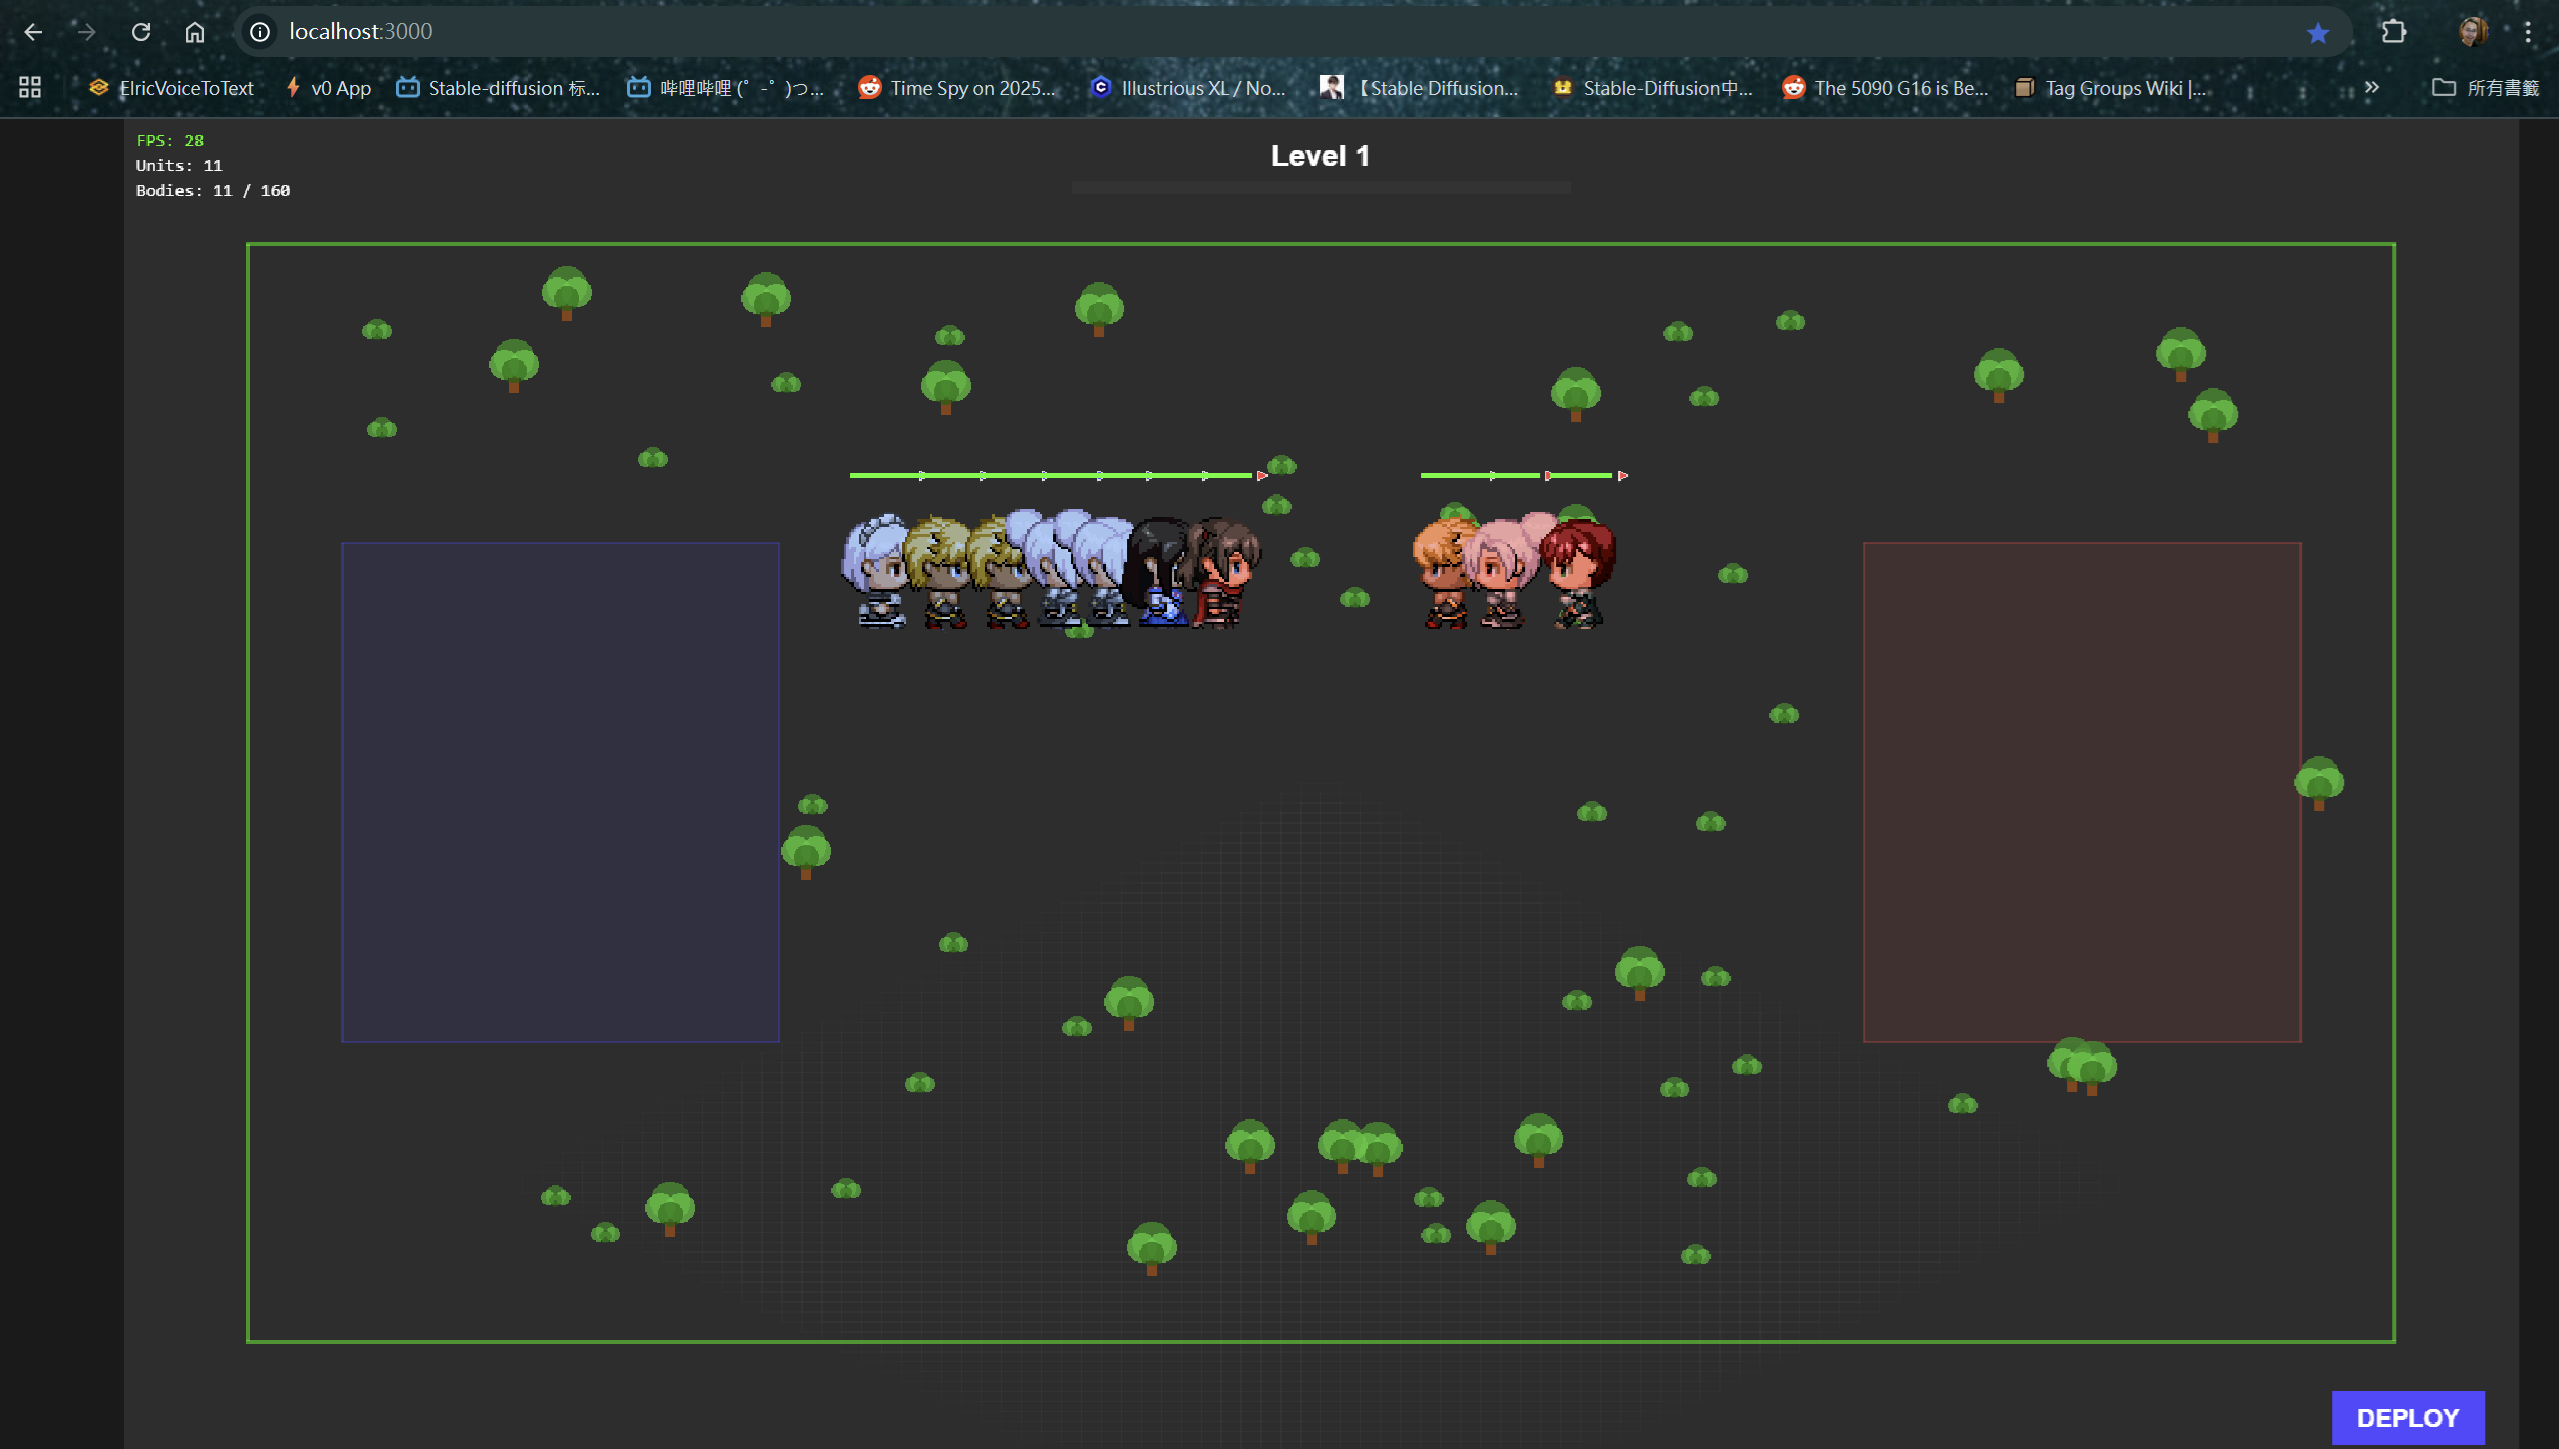 localhost:3000
ElricVoiceToText
v0 App
Stable-diffusion 标...
哔哩哔哩 (゜-゜)つ...
Time Spy on 2025...
Illustrious XL / No...
【Stable Diffusion...
Stable-Diffusion中...
The 5090 G16 is Be...
Tag Groups Wiki |...
所有書籤
FPS: 28
Units: 11
Bodies: 11 / 160
Level 1
DEPLOY